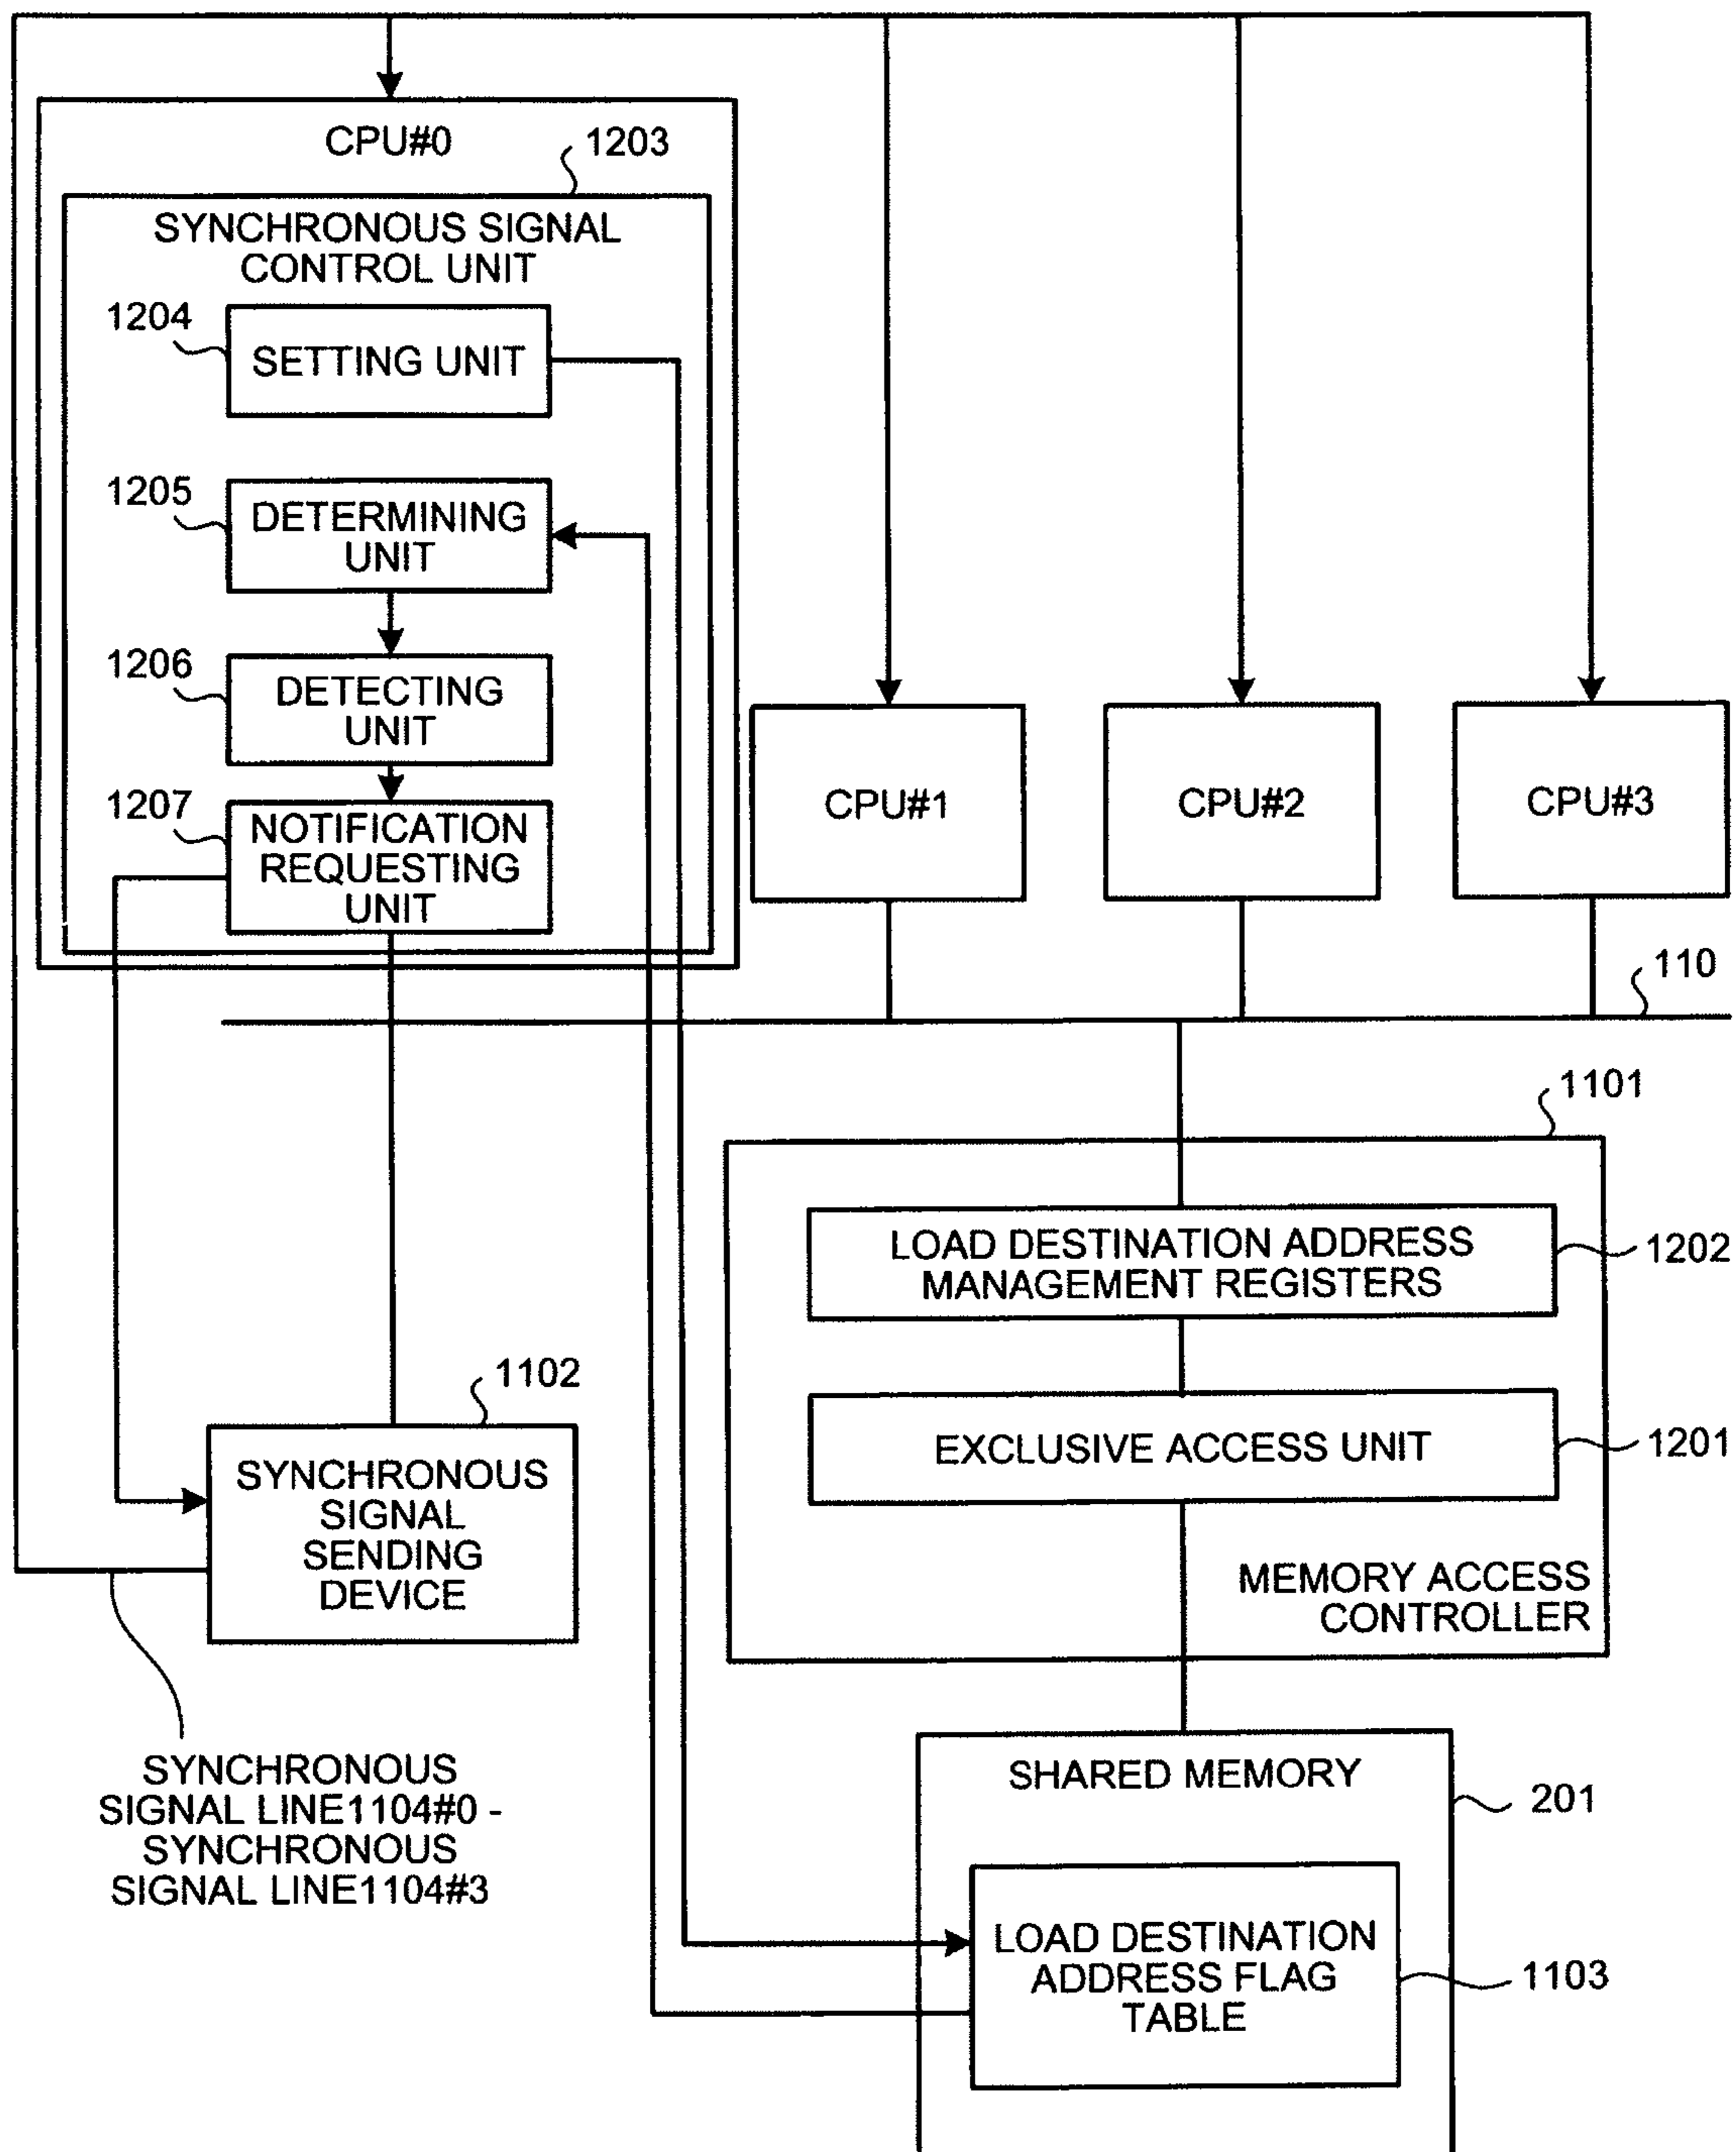 CPU#0
1203
SYNCHRONOUS SIGNAL
CONTROL UNIT
1204
SETTING UNIT
1205
DETERMINING
UNIT
1206
DETECTING
UNIT
1207
NOTIFICATION
REQUESTING
UNIT
CPU#1
CPU#2
CPU#3
110
1101
LOAD DESTINATION ADDRESS
MANAGEMENT REGISTERS
1202
EXCLUSIVE ACCESS UNIT
1201
MEMORY ACCESS
CONTROLLER
1102
SYNCHRONOUS
SIGNAL
SENDING
DEVICE
SYNCHRONOUS
SIGNAL LINE1104#0 -
SYNCHRONOUS
SIGNAL LINE1104#3
SHARED MEMORY
201
LOAD DESTINATION
ADDRESS FLAG
TABLE
1103